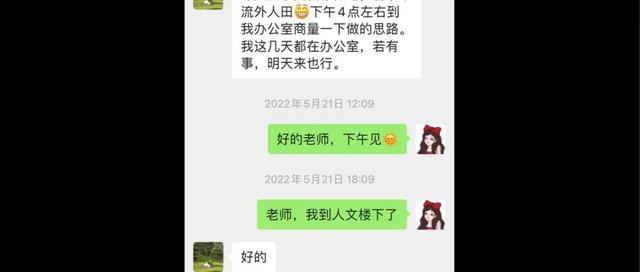 流外人田😁下午4点左右到
我办公室商量一下做的思路。
我这几天都在办公室，若有
事，明天来也行。
2022年5月21日 12:09
好的老师，下午见☀️
2022年5月21日 18:09
老师，我到人文楼下了
好的